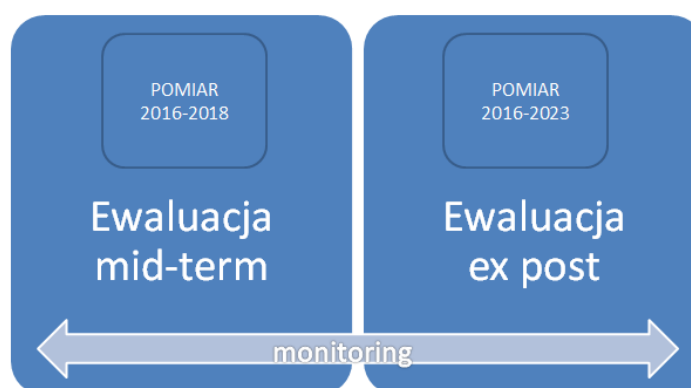 POMIAR
2016-2018
Ewaluacja
mid-term
POMIAR
2016-2023
Ewaluacja
ex post
monitoring